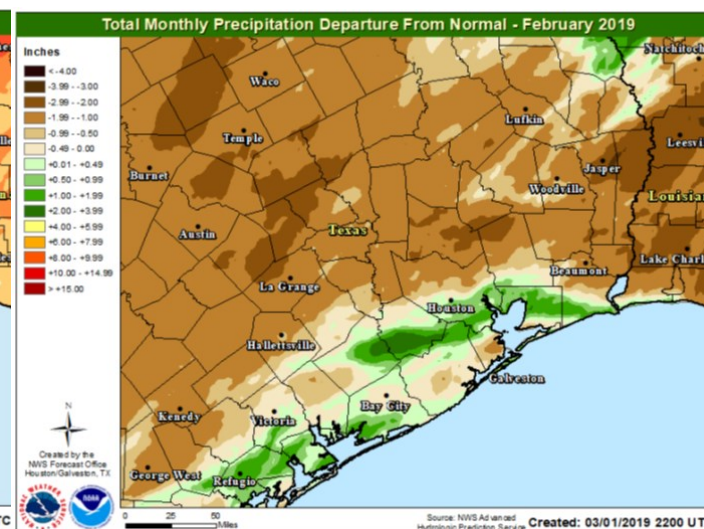 Total Monthly Precipitation Departure From Normal - February 2019
Inches
< -4.00
-3.99 - -3.00
-2.99 - -2.00
-1.99 - -1.00
-0.99 - -0.50
-0.49 - 0.00
+0.01 - +0.49
+0.50 - +0.99
+1.00 - +1.99
+2.00 - +3.99
+4.00 - +5.99
+6.00 - +7.99
+8.00 - +9.99
+10.00 - +14.99
> +15.00
Natchitoch
Waco
Lufkin
Temple
Leesvi
Burnet
Jasper
Woodville
Louisia
Texas
Austin
Lake Charl
Beaumont
La Grange
Houston
Hallettsville
Galveston
Bay City
Kenedy
Victoria
George West
Refugio
N
Created by the
NWS Forecast Office
Houston/Galveston, TX
NOAA
0 25 50
Miles
Source: NWS Advanced
Hydrologic Prediction Service
Created: 03/01/2019 2200 UT